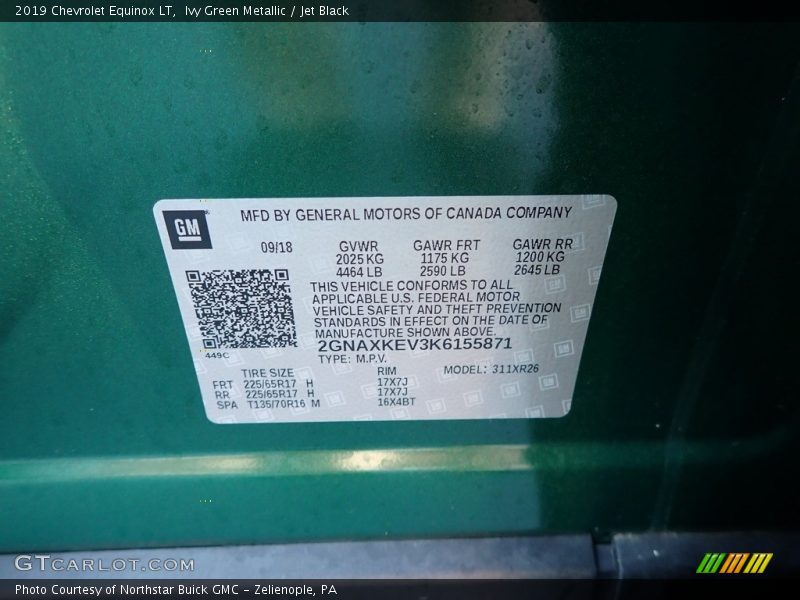 2019 Chevrolet Equinox LT, Ivy Green Metallic / Jet Black
GM
MFD BY GENERAL MOTORS OF CANADA COMPANY
09/18 GVWR GAWR FRT GAWR RR
2025 KG 1175 KG 1200 KG
4464 LB 2590 LB 2645 LB
THIS VEHICLE CONFORMS TO ALL
APPLICABLE U.S. FEDERAL MOTOR
VEHICLE SAFETY AND THEFT PREVENTION
STANDARDS IN EFFECT ON THE DATE OF
MANUFACTURE SHOWN ABOVE.
2GNAXKEV3K6155871
449C
TYPE: M.P.V.
TIRE SIZE RIM MODEL: 311XR26
FRT 225/65R17 H 17X7J
RR 225/65R17 H 17X7J
SPA T135/70R16 M 16X4BT
GTCARLOT.COM
Photo Courtesy of Northstar Buick GMC - Zelienople, PA